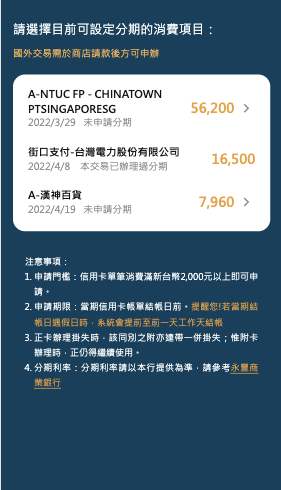 請選擇目前可設定分期的消費項目：
國外交易需於商店請款後方可申辦
A-NTUC FP - CHINATOWN
PTSINGAPORESG
56,200
2022/3/29 未申請分期
街口支付-台灣電力股份有限公司
16,500
2022/4/8 本交易已辦理過分期
A-漢神百貨
7,960
2022/4/19 未申請分期
注意事項：
1. 申請門檻：信用卡單筆消費滿新台幣2,000元以上即可申
請。
2. 申請期限：當期信用卡帳單結帳日前。提醒您!若當期結
帳日遇假日時，系統會提前至前一天工作天結帳
3. 正卡辦理掛失時，該同別之附亦連帶一併掛失；惟附卡
辦理時，正仍得繼續使用。
4. 分期利率：分期利率請以本行提供為準，請參考永豐商
業銀行